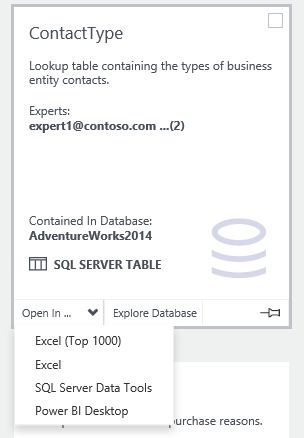 ContactType
Lookup table containing the types of business
entity contacts.
Experts:
expert1@contoso.com ...(2)
Contained In Database:
AdventureWorks2014
SQL SERVER TABLE
Open In ... Explore Database
Excel (Top 1000)
Excel
SQL Server Data Tools
Power BI Desktop
purchase reasons.